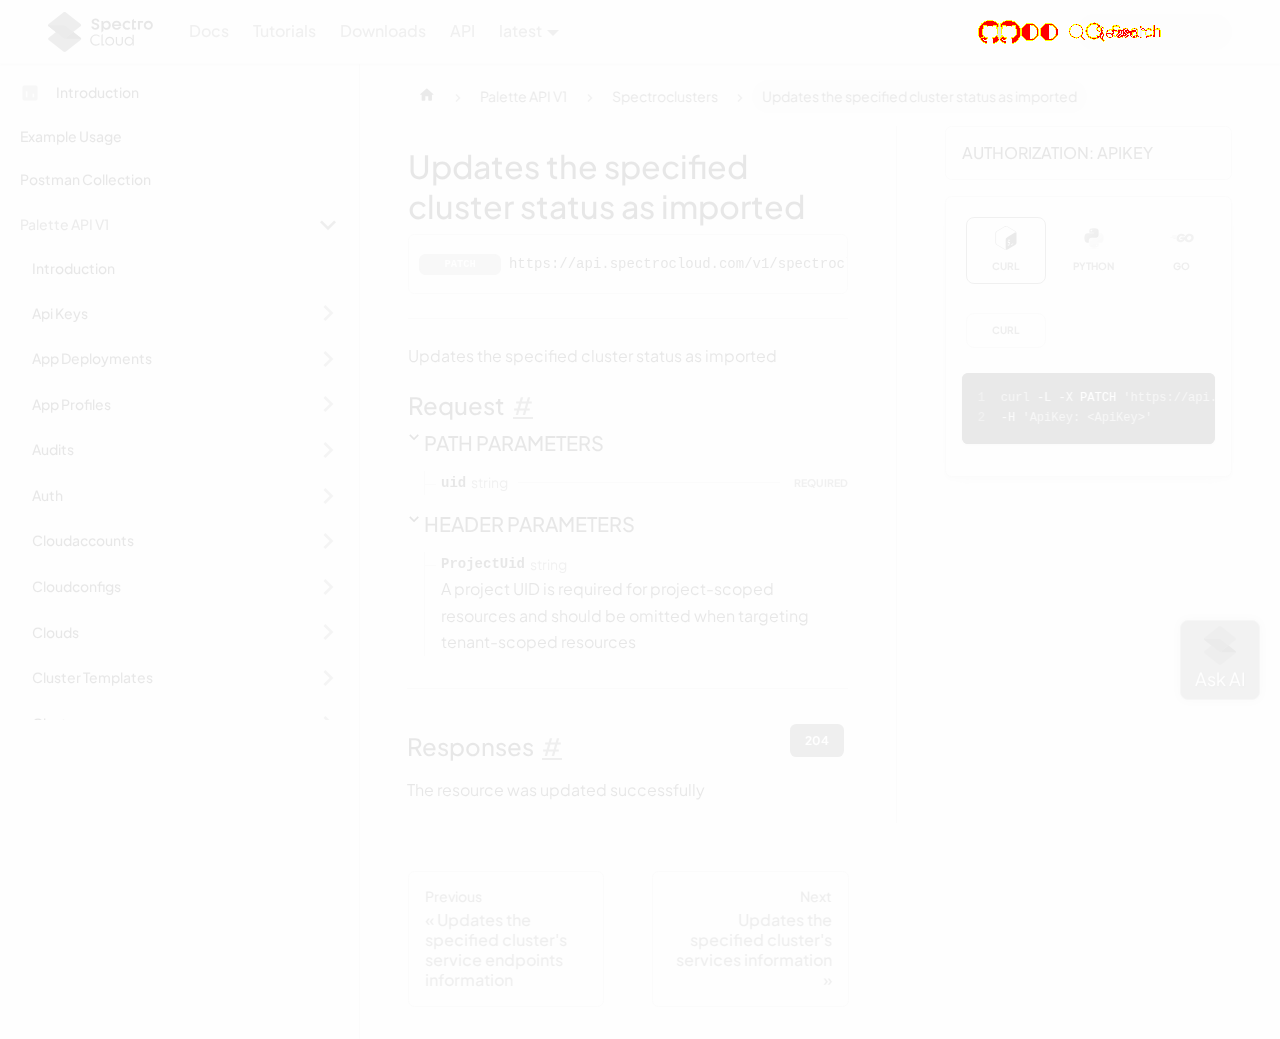 Spectro Cloud
Docs Tutorials Downloads API latest
Introduction
Example Usage
Postman Collection
Palette API V1
Introduction
Api Keys
App Deployments
App Profiles
Audits
Auth
Cloudaccounts
Cloudconfigs
Clouds
Cluster Templates
Palette API V1 > Spectroclusters > Updates the specified cluster status as imported
Updates the specified
cluster status as imported
PATCH https://api.spectrocloud.com/v1/spectroc
Updates the specified cluster status as imported
Request #
PATH PARAMETERS
uid string REQUIRED
HEADER PARAMETERS
ProjectUid string
A project UID is required for project-scoped
resources and should be omitted when targeting
tenant-scoped resources
Responses #
204
The resource was updated successfully
Previous
« Updates the
specified cluster's
service endpoints
information
Next
Updates the
specified cluster's
services information
»
AUTHORIZATION: APIKEY
CURL PYTHON GO
CURL
1 curl -L -X PATCH 'https://api.
2 -H 'ApiKey: <ApiKey>'
Ask AI